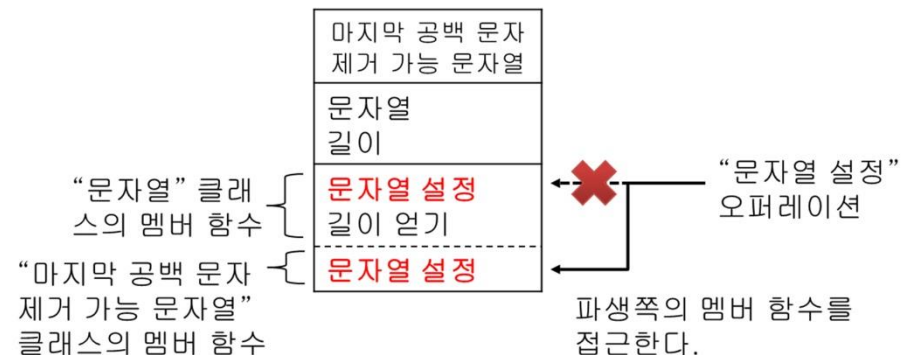 마지막 공백 문자
제거 가능 문자열
문자열
길이
문자열 설정
길이 얻기
문자열 설정
“문자열” 클래
스의 멤버 함수
“마지막 공백 문자
제거 가능 문자열”
클래스의 멤버 함수
“문자열 설정”
오퍼레이션
파생쪽의 멤버 함수를
접근한다.